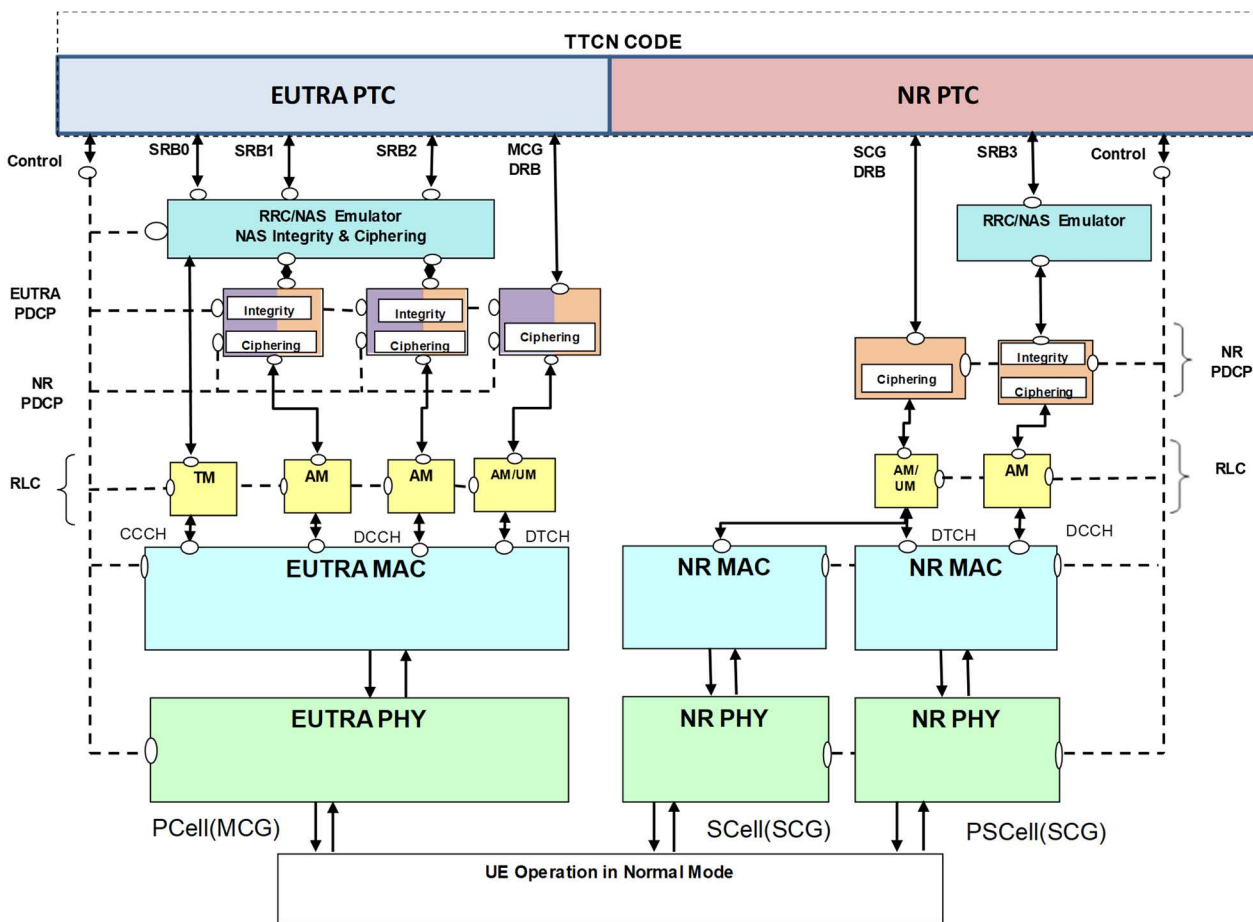 TTCN CODE
EUTRA PTC
NR PTC
Control
SRB0
SRB1
SRB2
MCG
DRB
SCG
DRB
SRB3
Control
RRC/NAS Emulator
NAS Integrity & Ciphering
RRC/NAS Emulator
EUTRA
PDCP
Integrity
Ciphering
Integrity
Ciphering
Ciphering
NR
PDCP
Ciphering
Integrity
Ciphering
NR
PDCP
RLC
TM
AM
AM
AM/UM
AM/
UM
AM
RLC
CCCH
DCCH
DTCH
DTCH
DCCH
EUTRA MAC
NR MAC
NR MAC
EUTRA PHY
NR PHY
NR PHY
PCell(MCG)
SCell(SCG)
PSCell(SCG)
UE Operation in Normal Mode